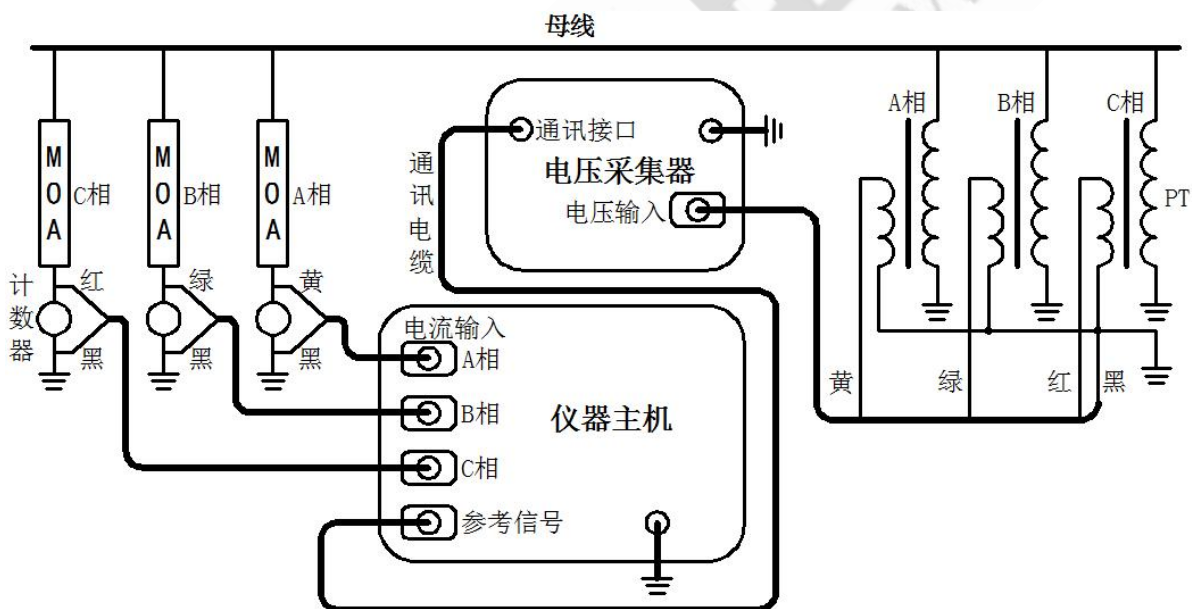 母线
MOA
C相
MOA
B相
MOA
A相
计数器
红
黑
绿
黑
黄
黑
通讯电缆
通讯接口
电压采集器
电压输入
A相
B相
C相
PT
黄
绿
红
黑
电流输入
A相
B相
C相
参考信号
仪器主机